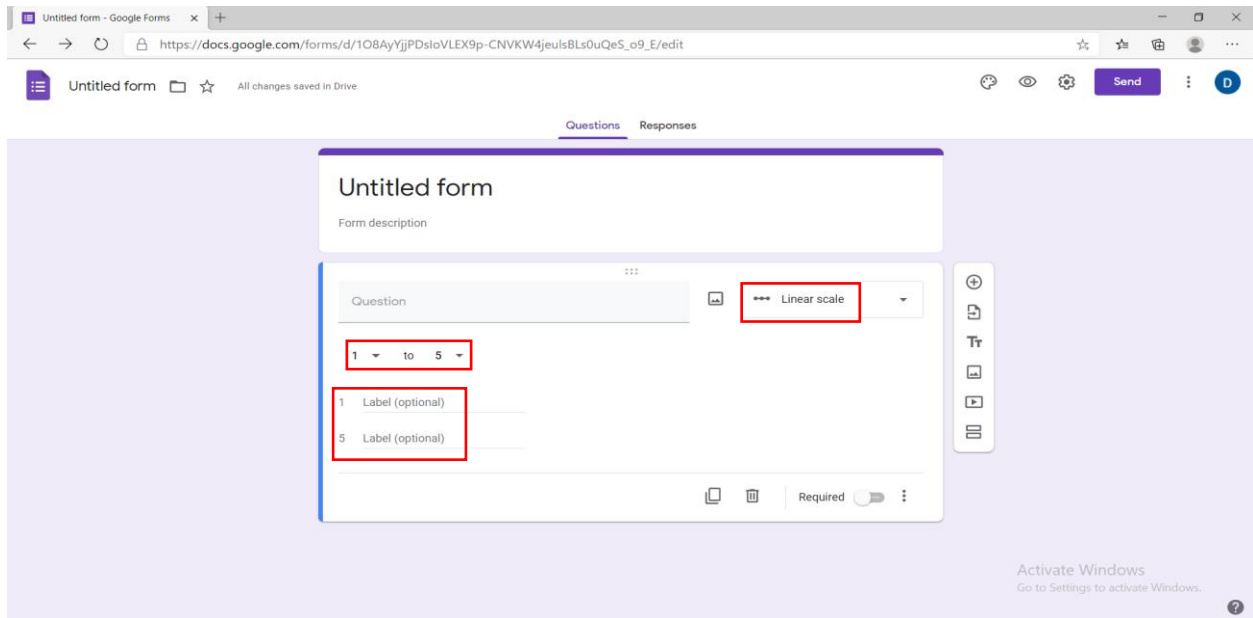 Untitled form - Google Forms
https://docs.google.com/forms/d/1O8AyYjjPDsIoVLEX9p-CNVKW4jeulsBLs0uQeS_o9_E/edit
Untitled form All changes saved in Drive Send D
Questions Responses
Untitled form
Form description
Question Linear scale
1 to 5
Tr
1 Label (optional)
5 Label (optional)
Required
Activate Windows
Go to Settings to activate Windows.